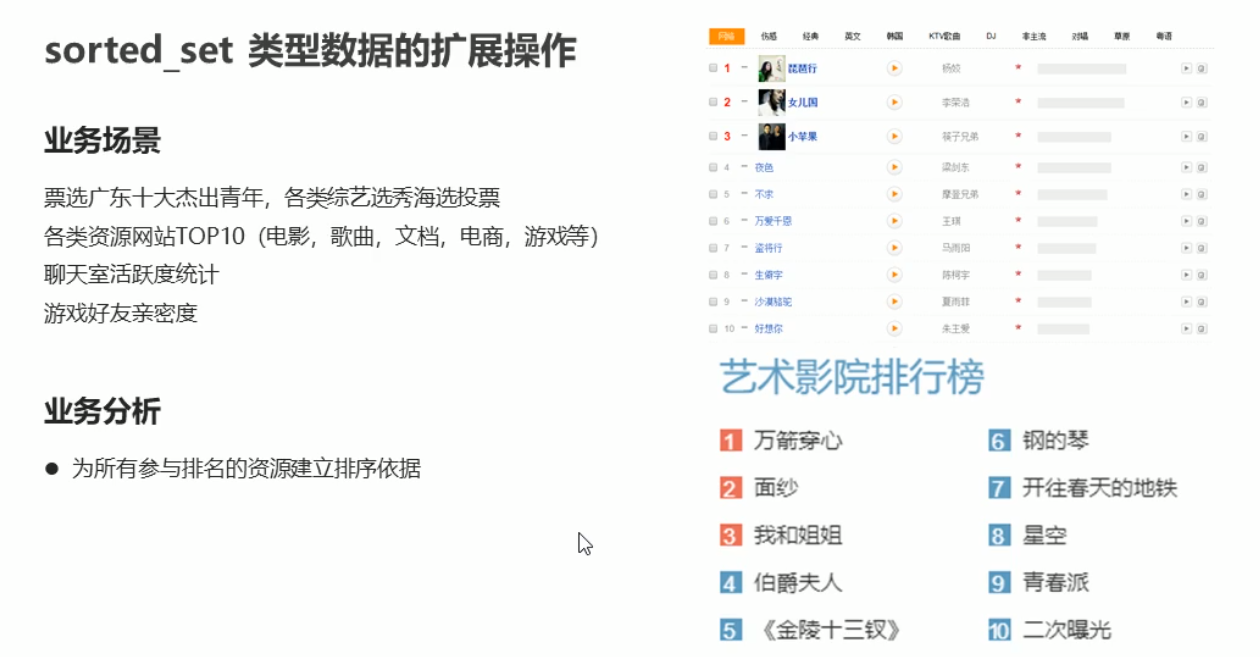 sorted_set 类型数据的扩展操作
业务场景
票选广东十大杰出青年，各类综艺选秀海选投票
各类资源网站TOP10（电影，歌曲，文档，电商，游戏等）
聊天室活跃度统计
游戏好友亲密度
业务分析
● 为所有参与排名的资源建立排序依据
网络 伤感 经典 英文 韩国 KTV歌曲 DJ 非主流 对唱 草原 粤语
1 琵琶行 杨姣
2 女儿国 李荣浩
3 小苹果 筷子兄弟
4 夜色 梁剑东
5 不求 摩登兄弟
6 万爱千恩 王琪
7 盗将行 马雨阳
8 生僻字 陈柯宇
9 沙漠骆驼 夏雨菲
10 好想你 朱主爱
艺术影院排行榜
1 万箭穿心
2 面纱
3 我和姐姐
4 伯爵夫人
5 《金陵十三钗》
6 钢的琴
7 开往春天的地铁
8 星空
9 青春派
10 二次曝光